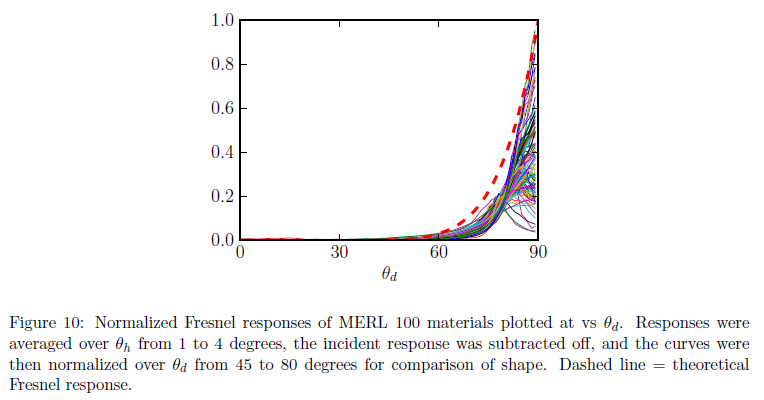 1.0
0.8
0.6
0.4
0.2
0.0
0 30 60 90
θd
Figure 10: Normalized Fresnel responses of MERL 100 materials plotted at vs θd. Responses were
averaged over θh from 1 to 4 degrees, the incident response was subtracted off, and the curves were
then normalized over θd from 45 to 80 degrees for comparison of shape. Dashed line = theoretical
Fresnel response.